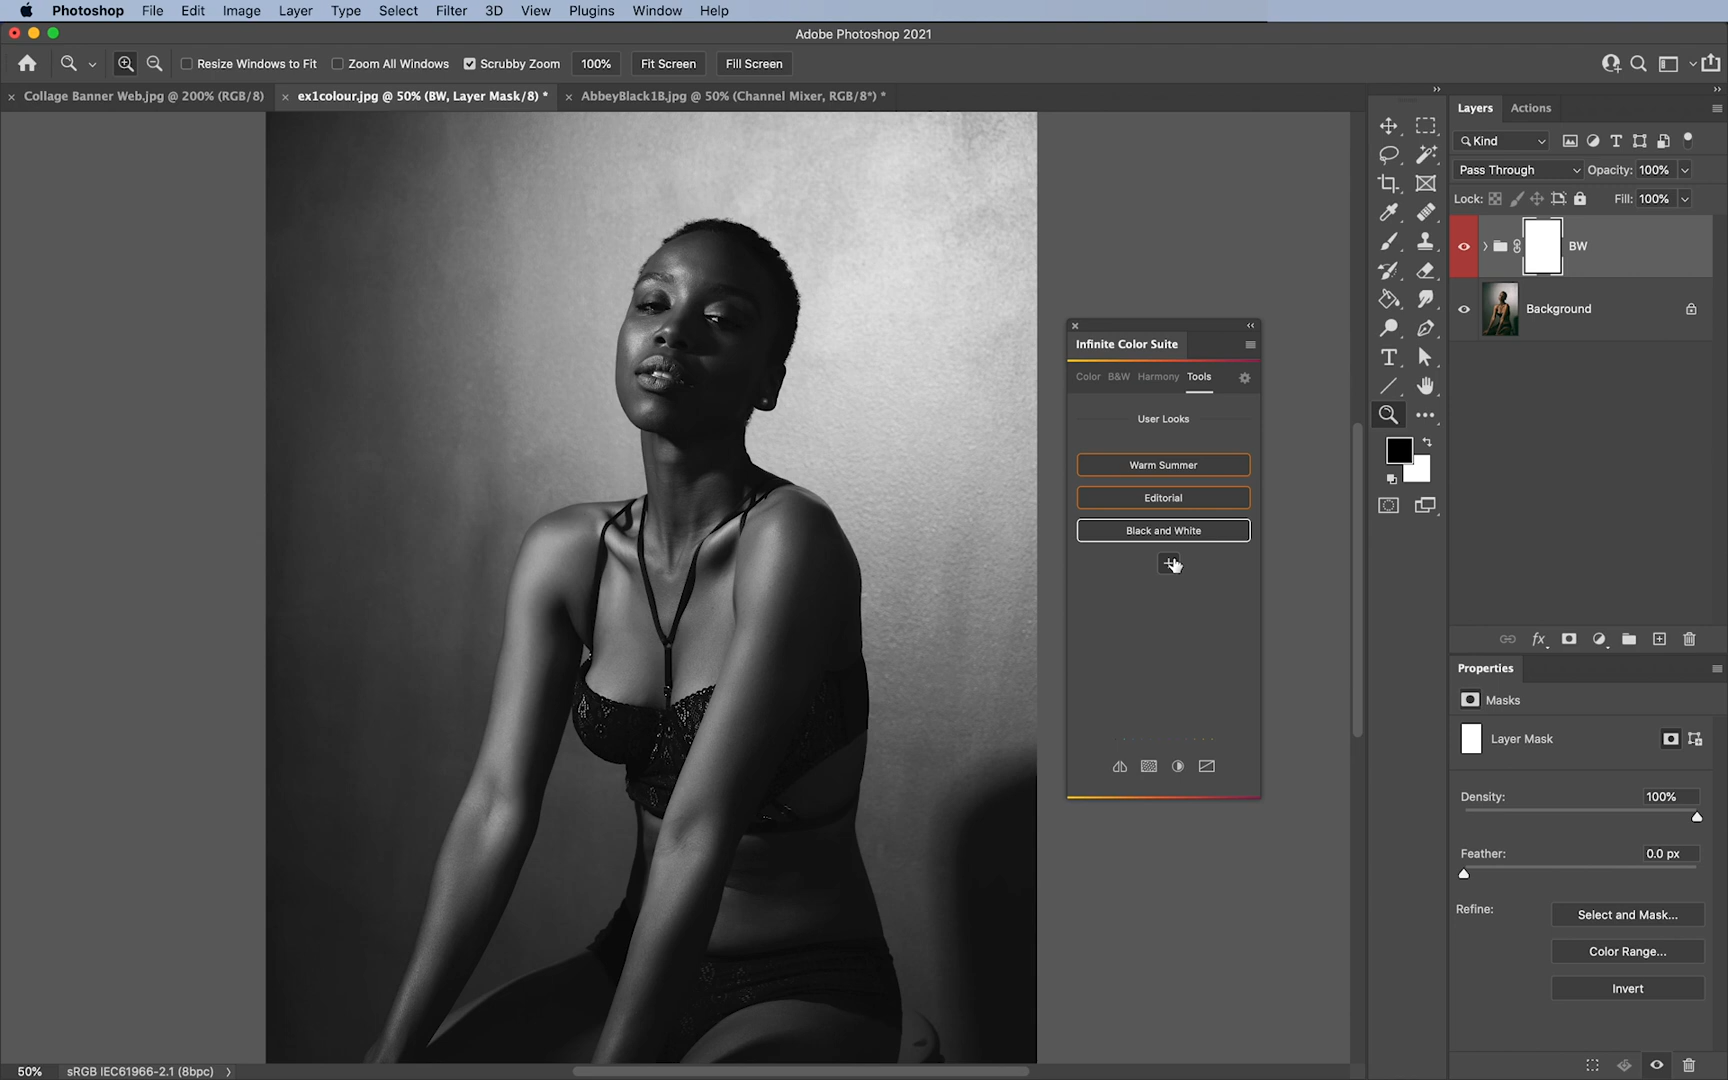 Photoshop File Edit Image Layer Type Select Filter 3D View Plugins Window Help
Adobe Photoshop 2021
Resize Windows to Fit Zoom All Windows Scrubby Zoom 100% Fit Screen Fill Screen
Collage Banner Web.jpg @ 200% (RGB/8) ex1colour.jpg @ 50% (BW, Layer Mask/8) * AbbeyBlack1B.jpg @ 50% (Channel Mixer, RGB/8*) *
Layers Actions
Kind
Pass Through Opacity: 100%
Lock: Fill: 100%
BW
Background
Infinite Color Suite
Color B&W Harmony Tools
User Looks
Warm Summer
Editorial
Black and White
Properties
Masks
Layer Mask
Density: 100%
Feather: 0.0 px
Refine: Select and Mask...
Color Range...
Invert
50% sRGB IEC61966-2.1 (8bpc)